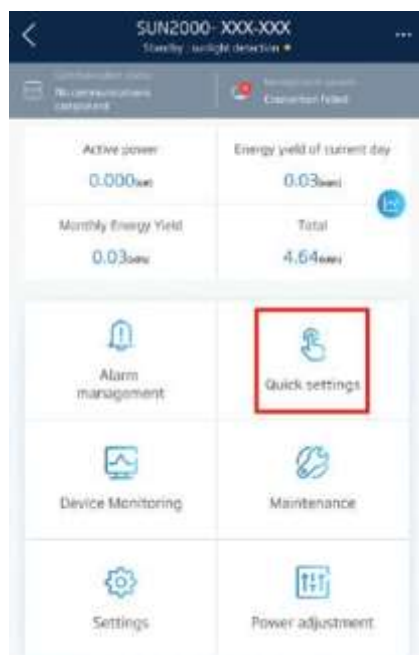 SUN2000- XXX-XXX
Standby : sunlight detection
No communications
component
Connection failed
Active power
Energy yield of current day
0.000
0.03
Monthly Energy Yield
Total
0.03
4.64
Alarm
management
Quick settings
Device Monitoring
Maintenance
Settings
Power adjustment